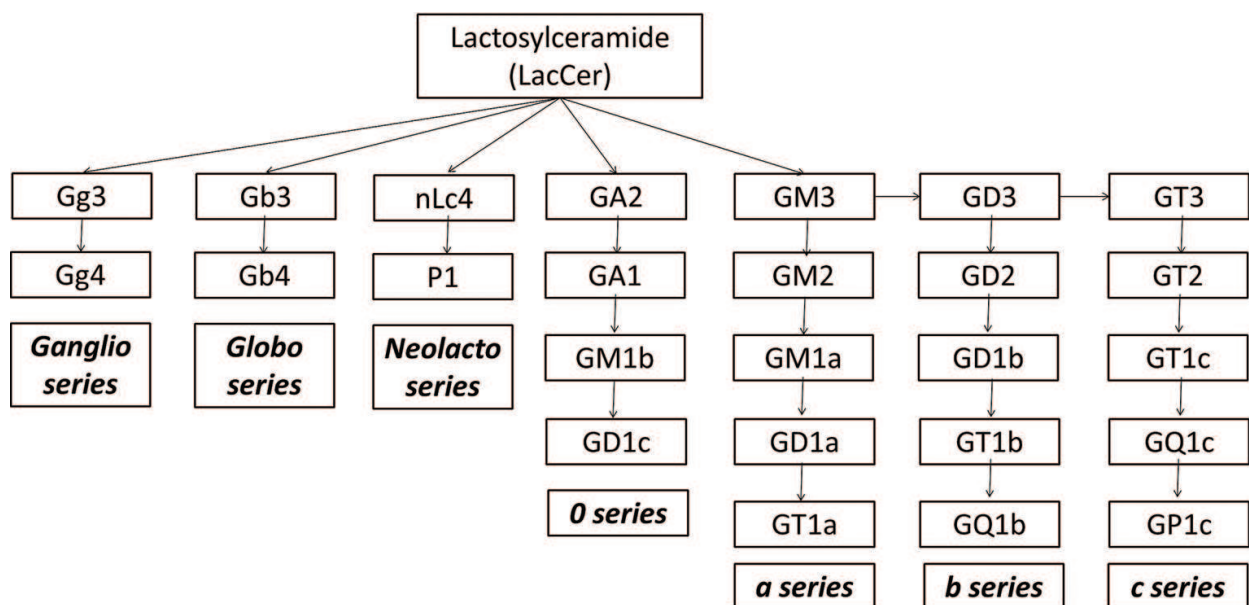 Lactosylceramide
(LacCer)
Gg3
Gb3
nLc4
GA2
GM3
GD3
GT3
Gg4
Gb4
P1
GA1
GM2
GD2
GT2
Ganglio
series
Globo
series
Neolacto
series
GM1b
GM1a
GD1b
GT1c
GD1c
GD1a
GT1b
GQ1c
0 series
GT1a
GQ1b
GP1c
a series
b series
c series